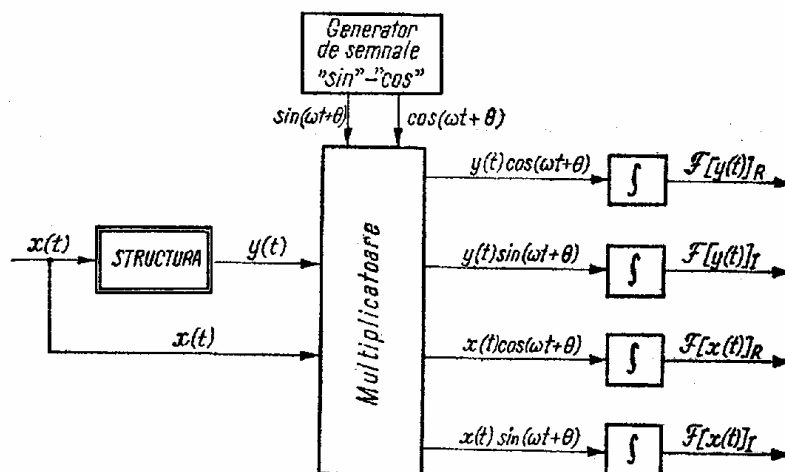 Generator
de semnale
"sin"-"cos"
sin(ωt+θ)
cos(ωt+θ)
y(t)cos(ωt+θ)
∫
ℱ[y(t)]R
x(t)
STRUCTURA
y(t)
Multiplicatoare
y(t)sin(ωt+θ)
∫
ℱ[y(t)]I
x(t)
x(t)cos(ωt+θ)
∫
ℱ[x(t)]R
x(t)sin(ωt+θ)
∫
ℱ[x(t)]I